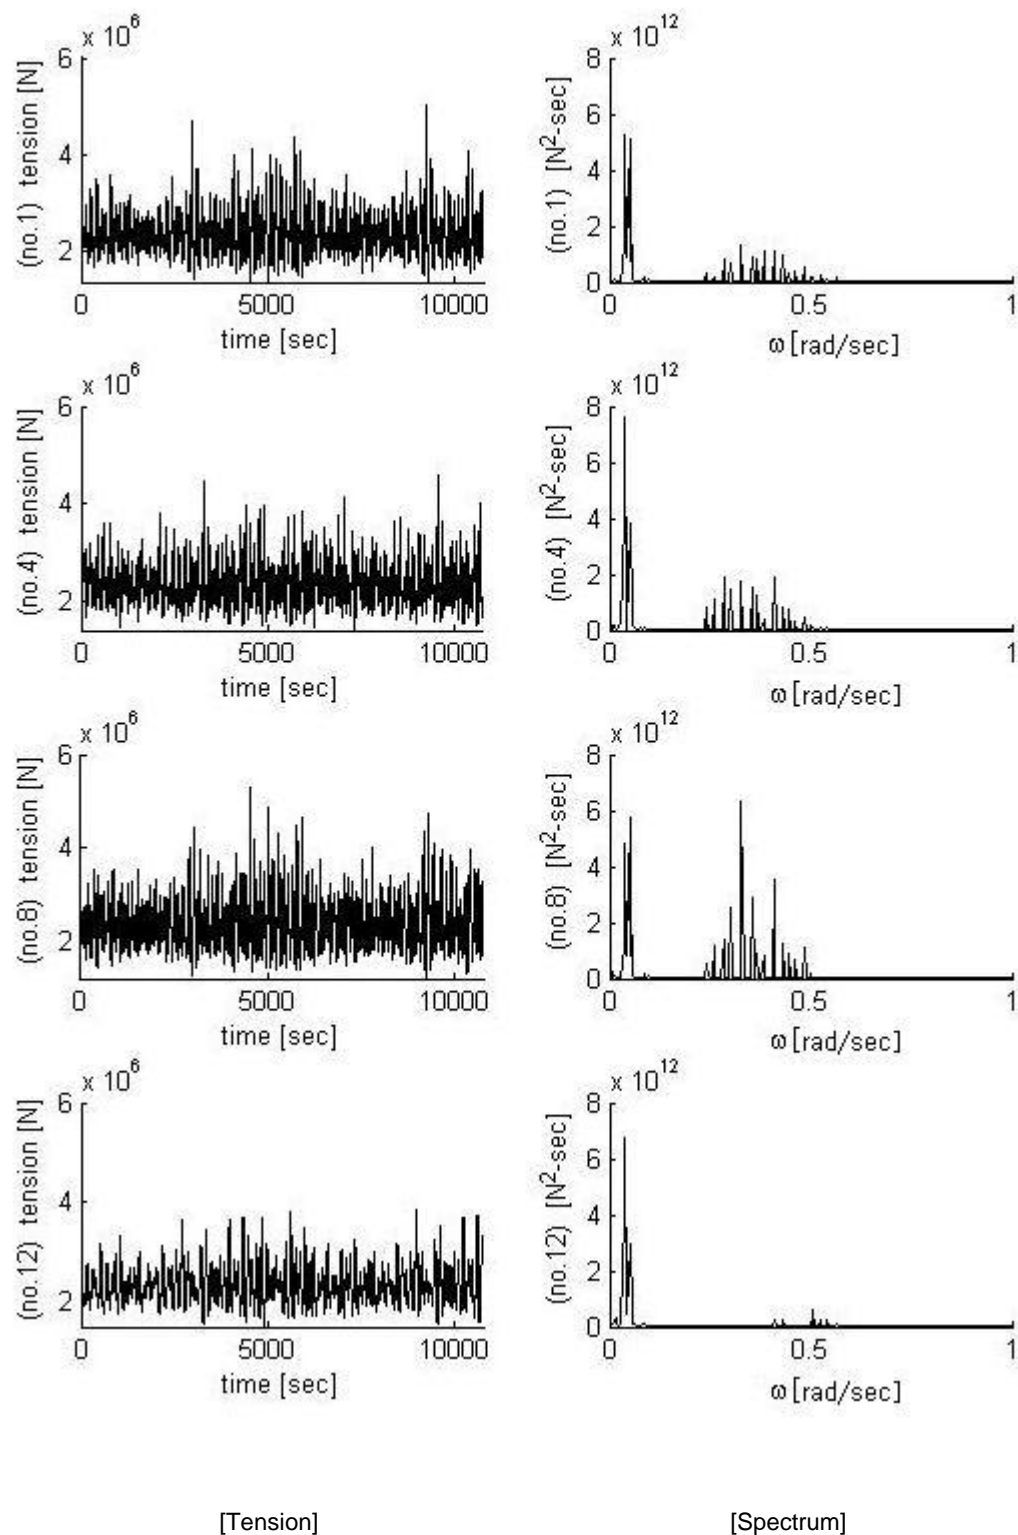 x 10^6
(no.1) tension [N]
6
4
2
0 5000 10000
time [sec]
x 10^12
(no.1) [N^2-sec]
8
6
4
2
0
0 0.5 1
ω [rad/sec]
x 10^6
(no.4) tension [N]
6
4
2
0 5000 10000
time [sec]
x 10^12
(no.4) [N^2-sec]
8
6
4
2
0
0 0.5 1
ω [rad/sec]
x 10^6
(no.8) tension [N]
6
4
2
0 5000 10000
time [sec]
x 10^12
(no.8) [N^2-sec]
8
6
4
2
0
0 0.5 1
ω [rad/sec]
x 10^6
(no.12) tension [N]
6
4
2
0 5000 10000
time [sec]
x 10^12
(no.12) [N^2-sec]
8
6
4
2
0
0 0.5 1
ω [rad/sec]
[Tension]
[Spectrum]